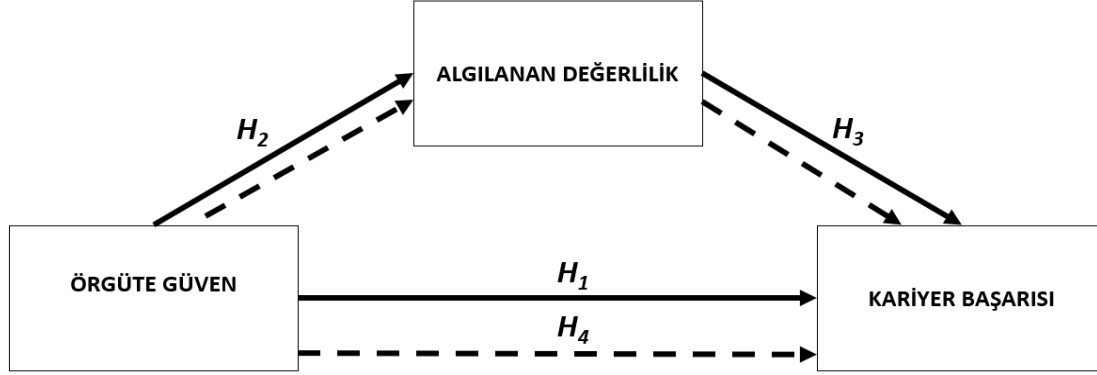 ALGILANAN DEĞERLİLİK
H2
H3
ÖRGÜTE GÜVEN
H1
KARİYER BAŞARISI
H4